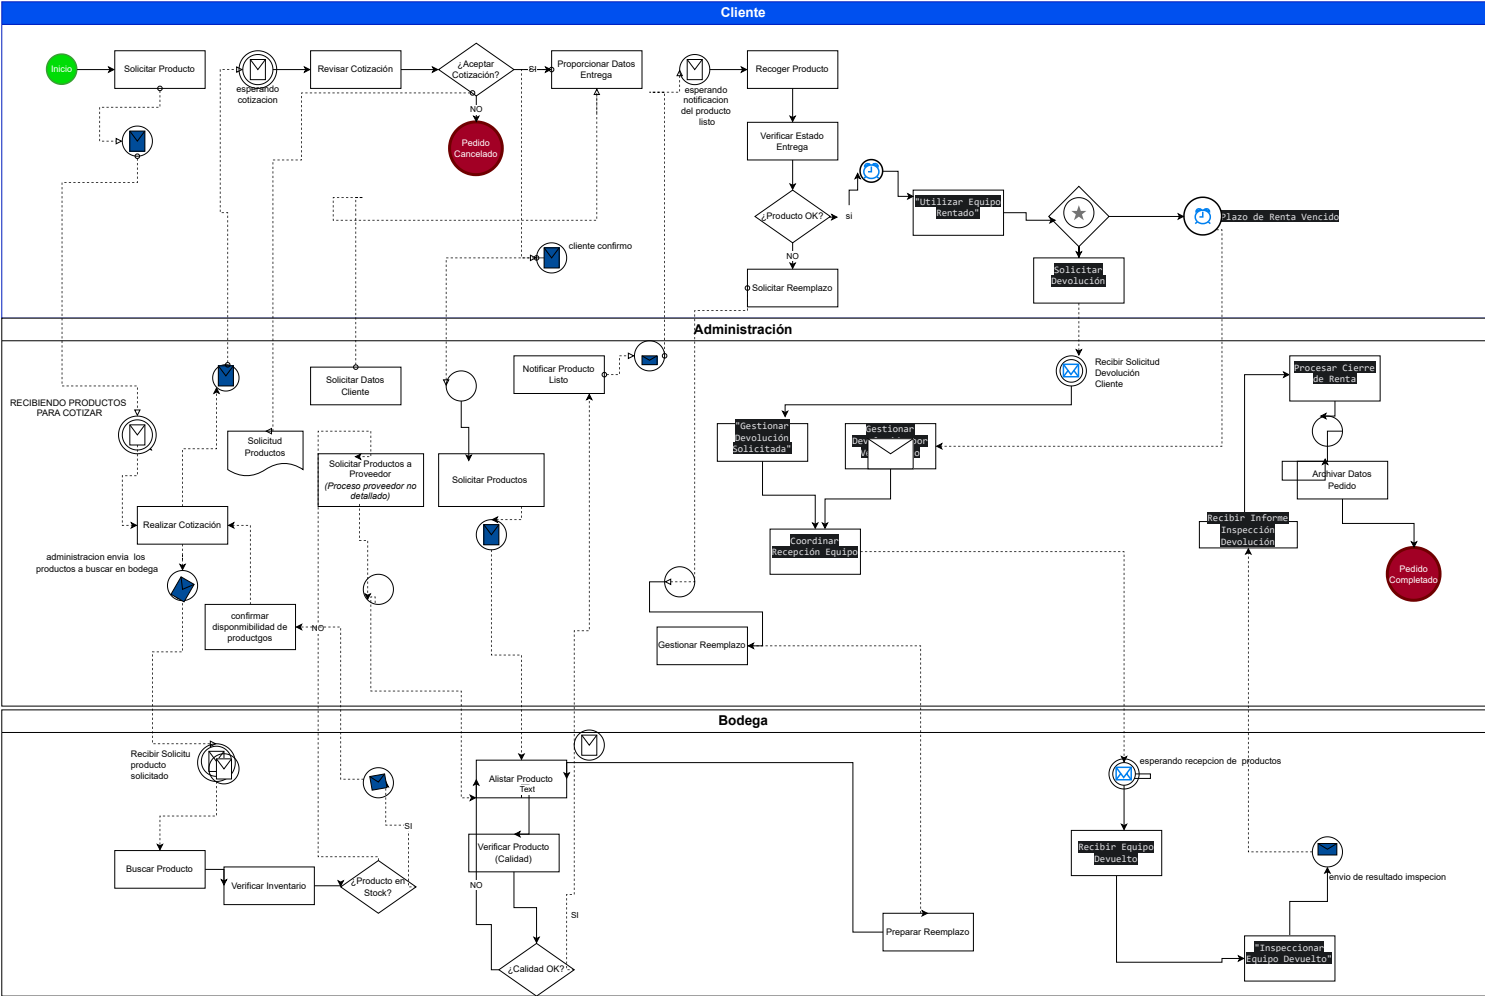 Cliente
Inicio
Solicitar Producto
esperando
cotizacion
Revisar Cotización
¿Aceptar
Cotización?
SI
NO
Pedido
Cancelado
Proporcionar Datos
Entrega
esperando
notificacion
del producto
listo
Recoger Producto
Verificar Estado
Entrega
¿Producto OK?
si
NO
Solicitar Reemplazo
"Utilizar Equipo
Rentado"
Plazo de Renta Vencido
Solicitar
Devolución
cliente confirmo
Administración
RECIBIENDO PRODUCTOS
PARA COTIZAR
Solicitud
Productos
Solicitar Datos
Cliente
Notificar Producto
Listo
Solicitar Productos a
Proveedor
(Proceso proveedor no
detallado)
Solicitar Productos
Realizar Cotización
administracion envia los
productos a buscar en bodega
confirmar
disponmibilidad de
productgos
NO
Recibir Solicitud
Devolución
Cliente
"Gestionar
Devolución
Solicitada"
Gestionar
Coordinar
Recepción Equipo
Gestionar Reemplazo
Procesar Cierre
de Renta
Archivar Datos
Pedido
Recibir Informe
Inspección
Devolución
Pedido
Completado
Bodega
Recibir Solicitu
producto
solicitado
Buscar Producto
Verificar Inventario
¿Producto en
Stock?
SI
Alistar Producto
Text
Verificar Producto
(Calidad)
NO
SI
¿Calidad OK?
Preparar Reemplazo
esperando recepcion de productos
Recibir Equipo
Devuelto
envio de resultado imspecion
"Inspeccionar
Equipo Devuelto"